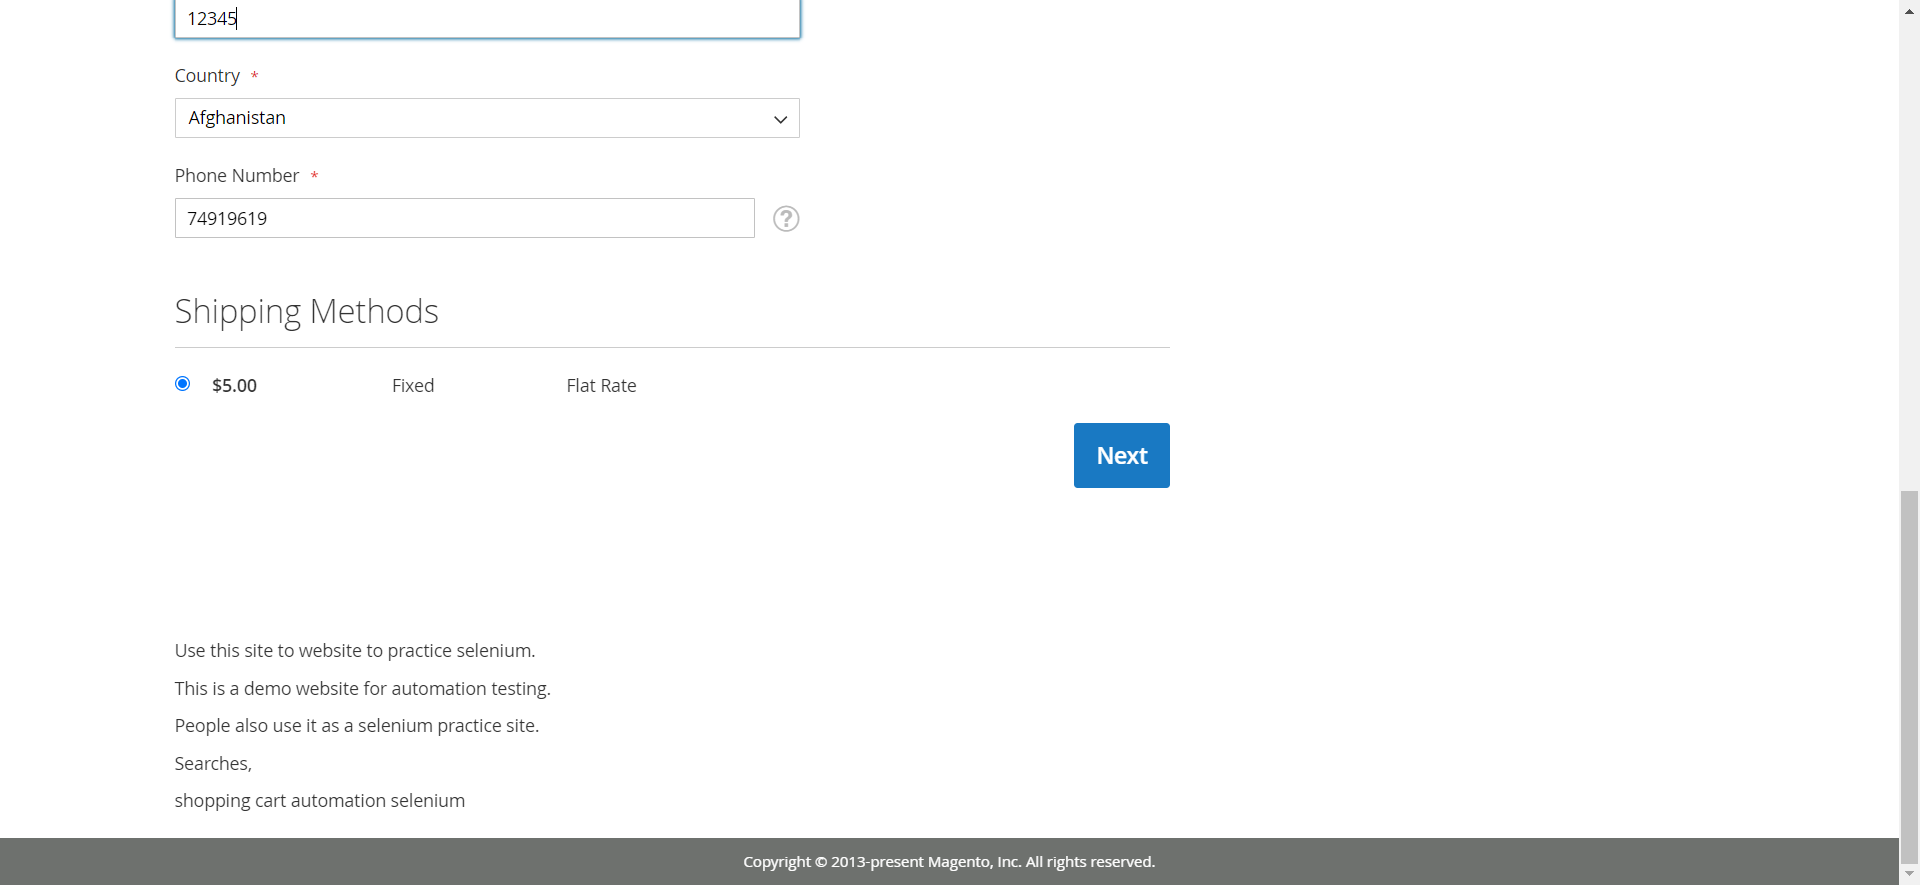 12345
Country *
Afghanistan
Phone Number *
74919619
?
Shipping Methods
$5.00 Fixed Flat Rate
Next
Use this site to website to practice selenium.
This is a demo website for automation testing.
People also use it as a selenium practice site.
Searches,
shopping cart automation selenium
Copyright © 2013-present Magento, Inc. All rights reserved.